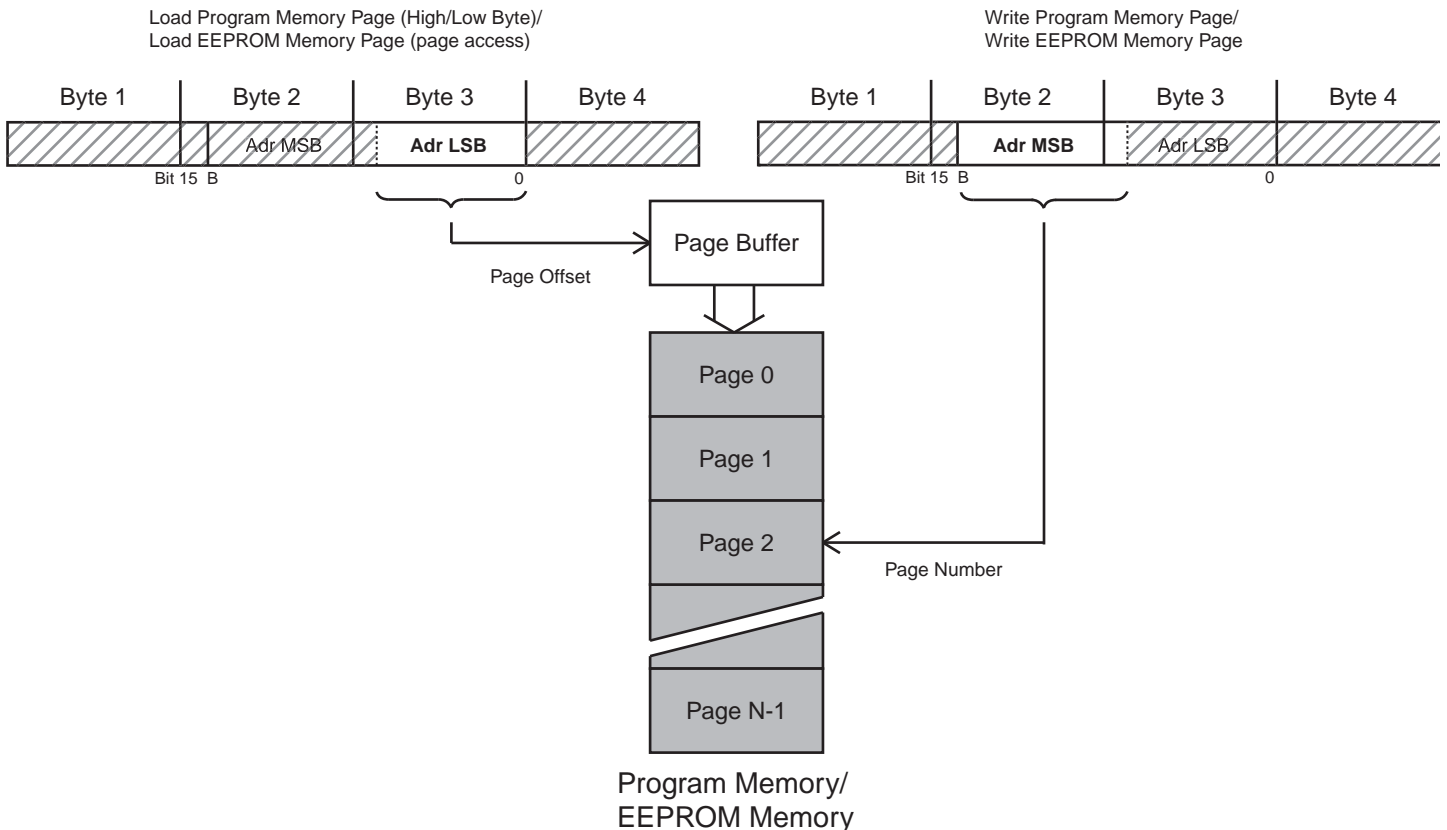 Load Program Memory Page (High/Low Byte)/
Load EEPROM Memory Page (page access)
Write Program Memory Page/
Write EEPROM Memory Page
Byte 1 Byte 2 Byte 3 Byte 4
Adr MSB Adr LSB
Bit 15 B 0
Byte 1 Byte 2 Byte 3 Byte 4
Adr MSB Adr LSB
Bit 15 B 0
Page Buffer
Page Offset
Page 0
Page 1
Page 2
Page Number
Page N-1
Program Memory/
EEPROM Memory